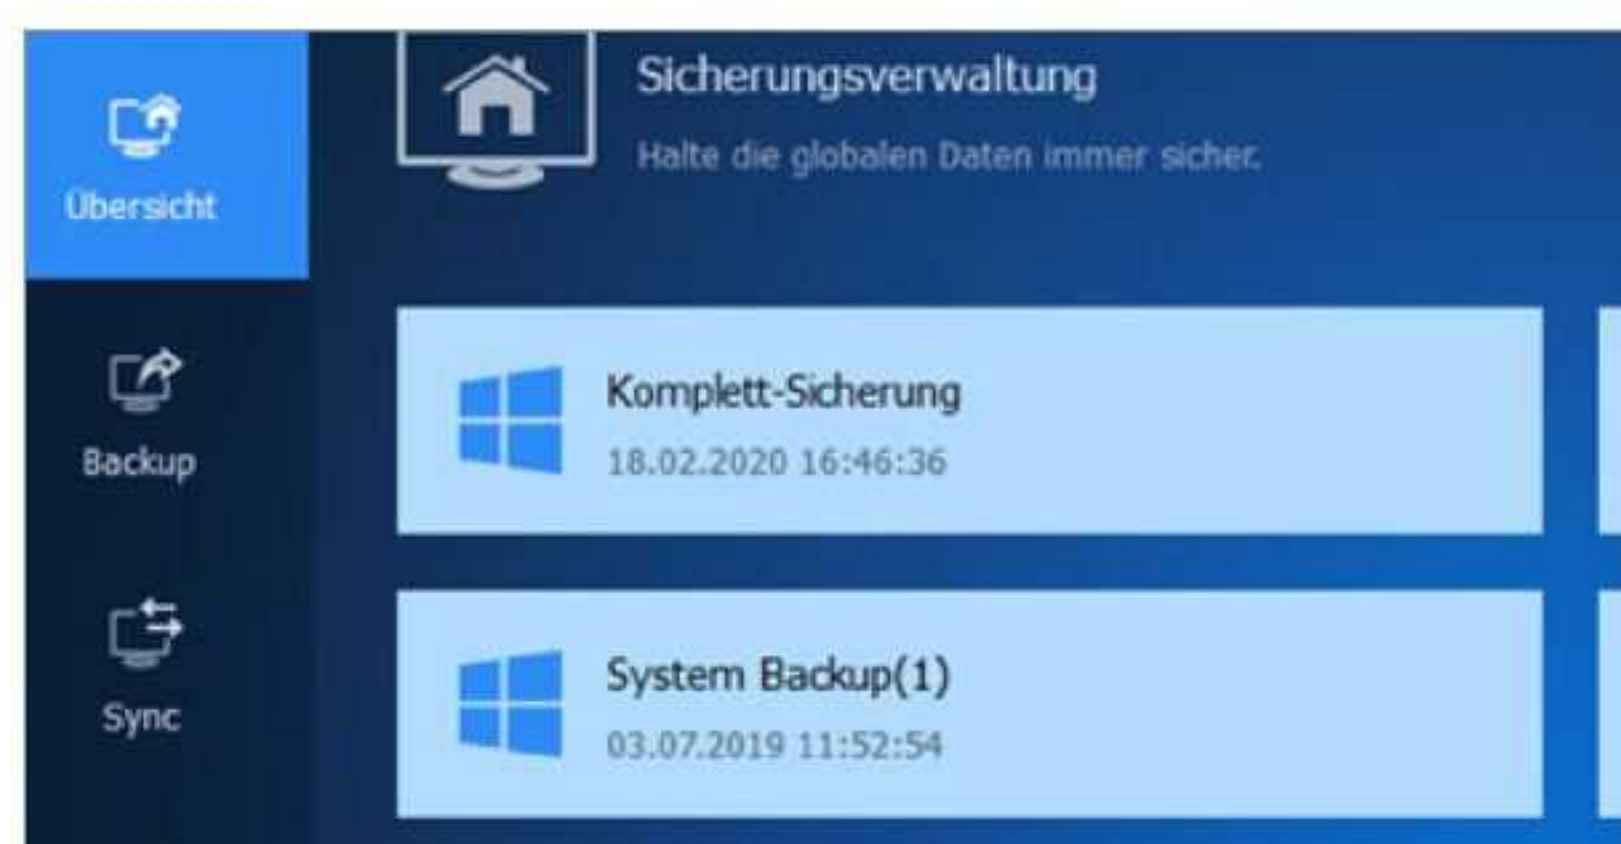 Sicherungsverwaltung
Halte die globalen Daten immer sicher.
Übersicht
Backup
Sync
Komplett-Sicherung
18.02.2020 16:46:36
System Backup(1)
03.07.2019 11:52:54